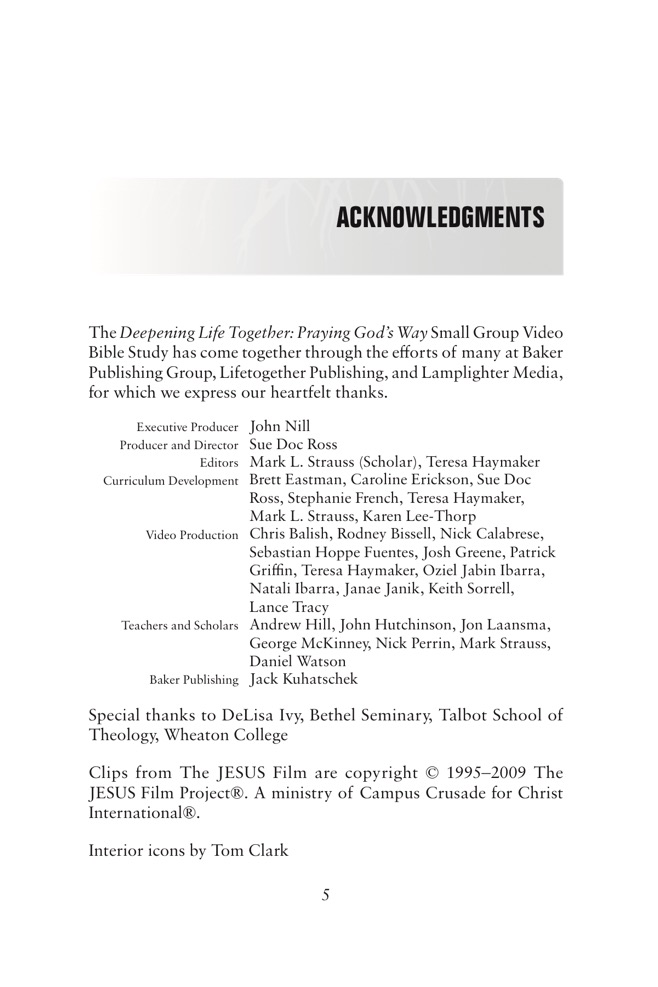 ACKNOWLEDGMENTS
The Deepening Life Together: Praying God's Way Small Group Video
Bible Study has come together through the efforts of many at Baker
Publishing Group, Lifetogether Publishing, and Lamplighter Media,
for which we express our heartfelt thanks.
Executive Producer John Nill
Producer and Director Sue Doc Ross
Editors Mark L. Strauss (Scholar), Teresa Haymaker
Curriculum Development Brett Eastman, Caroline Erickson, Sue Doc
Ross, Stephanie French, Teresa Haymaker,
Mark L. Strauss, Karen Lee-Thorp
Video Production Chris Balish, Rodney Bissell, Nick Calabrese,
Sebastian Hoppe Fuentes, Josh Greene, Patrick
Griffin, Teresa Haymaker, Oziel Jabin Ibarra,
Natali Ibarra, Janae Janik, Keith Sorrell,
Lance Tracy
Teachers and Scholars Andrew Hill, John Hutchinson, Jon Laansma,
George McKinney, Nick Perrin, Mark Strauss,
Daniel Watson
Baker Publishing Jack Kuhatschek
Special thanks to DeLisa Ivy, Bethel Seminary, Talbot School of
Theology, Wheaton College
Clips from The JESUS Film are copyright © 1995–2009 The
JESUS Film Project®. A ministry of Campus Crusade for Christ
International®.
Interior icons by Tom Clark
5